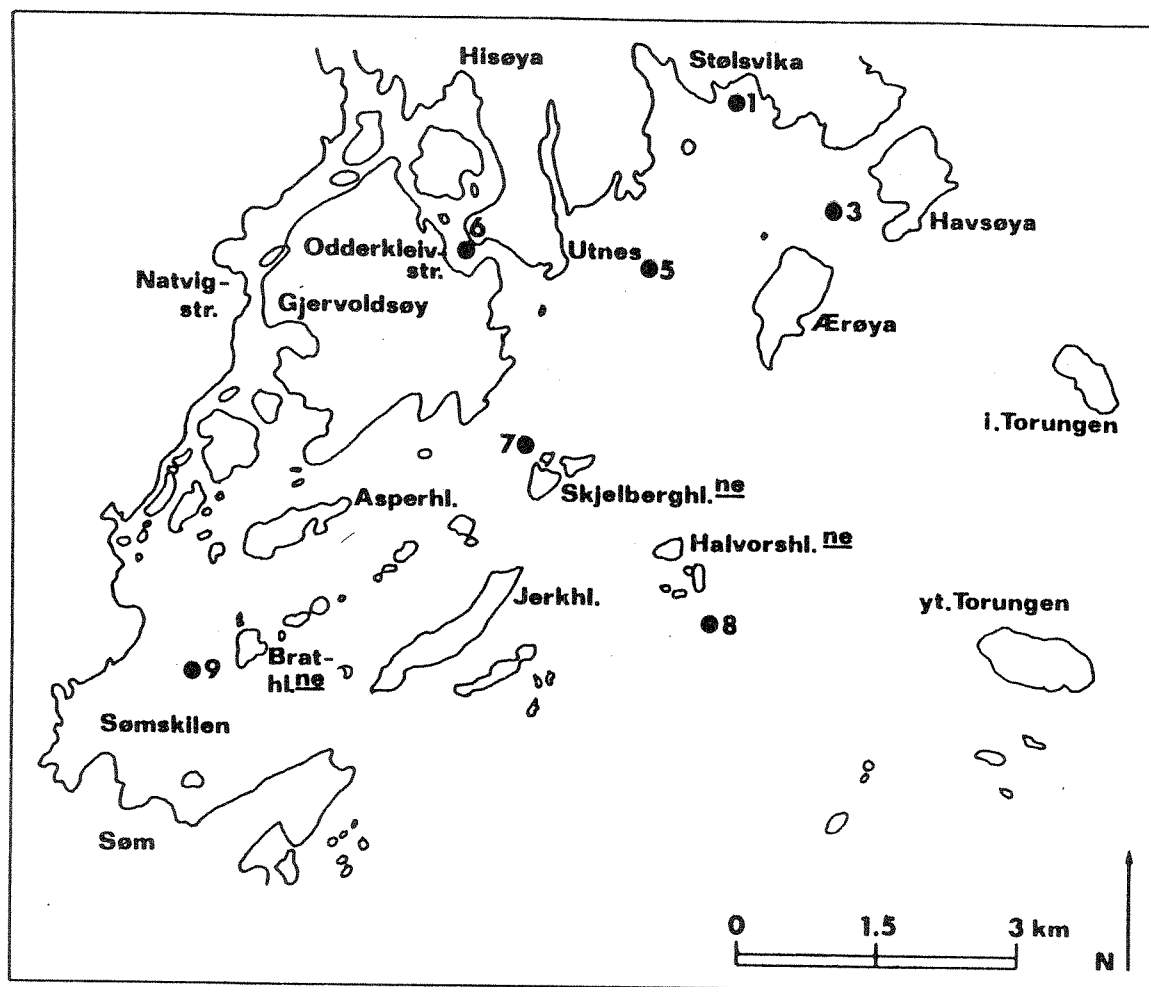 Hisøya
Stølsvika
1
3
Havsøya
6
Odderkleiv-
str.
Utnes
5
Natvig-
str.
Gjervoldsøy
Ærøya
i.Torungen
7
Skjelberghl.ne
Asperhl.
Halvorshl.ne
Jerkhl.
yt.Torungen
8
9
Brat-
hl.ne
Sømskilen
Søm
0 1.5 3 km
N